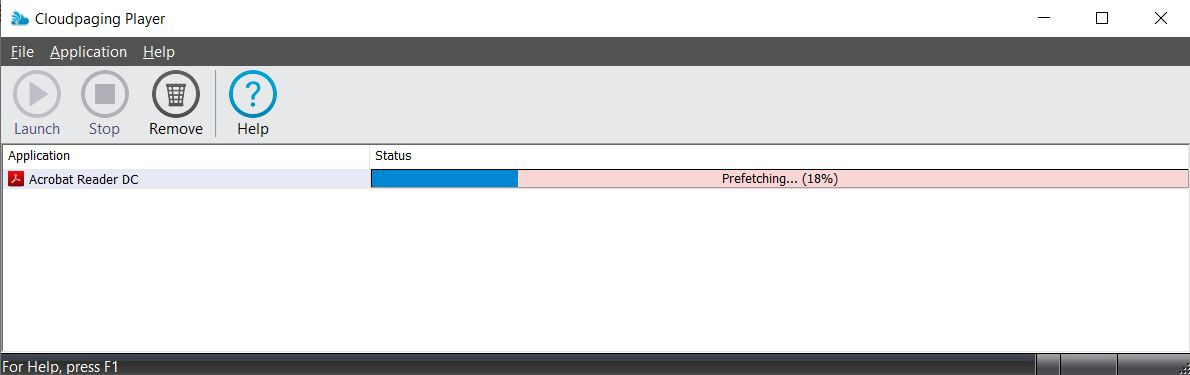 Cloudpaging Player
File Application Help
Launch Stop Remove Help
Application Status
Acrobat Reader DC Prefetching... (18%)
For Help, press F1